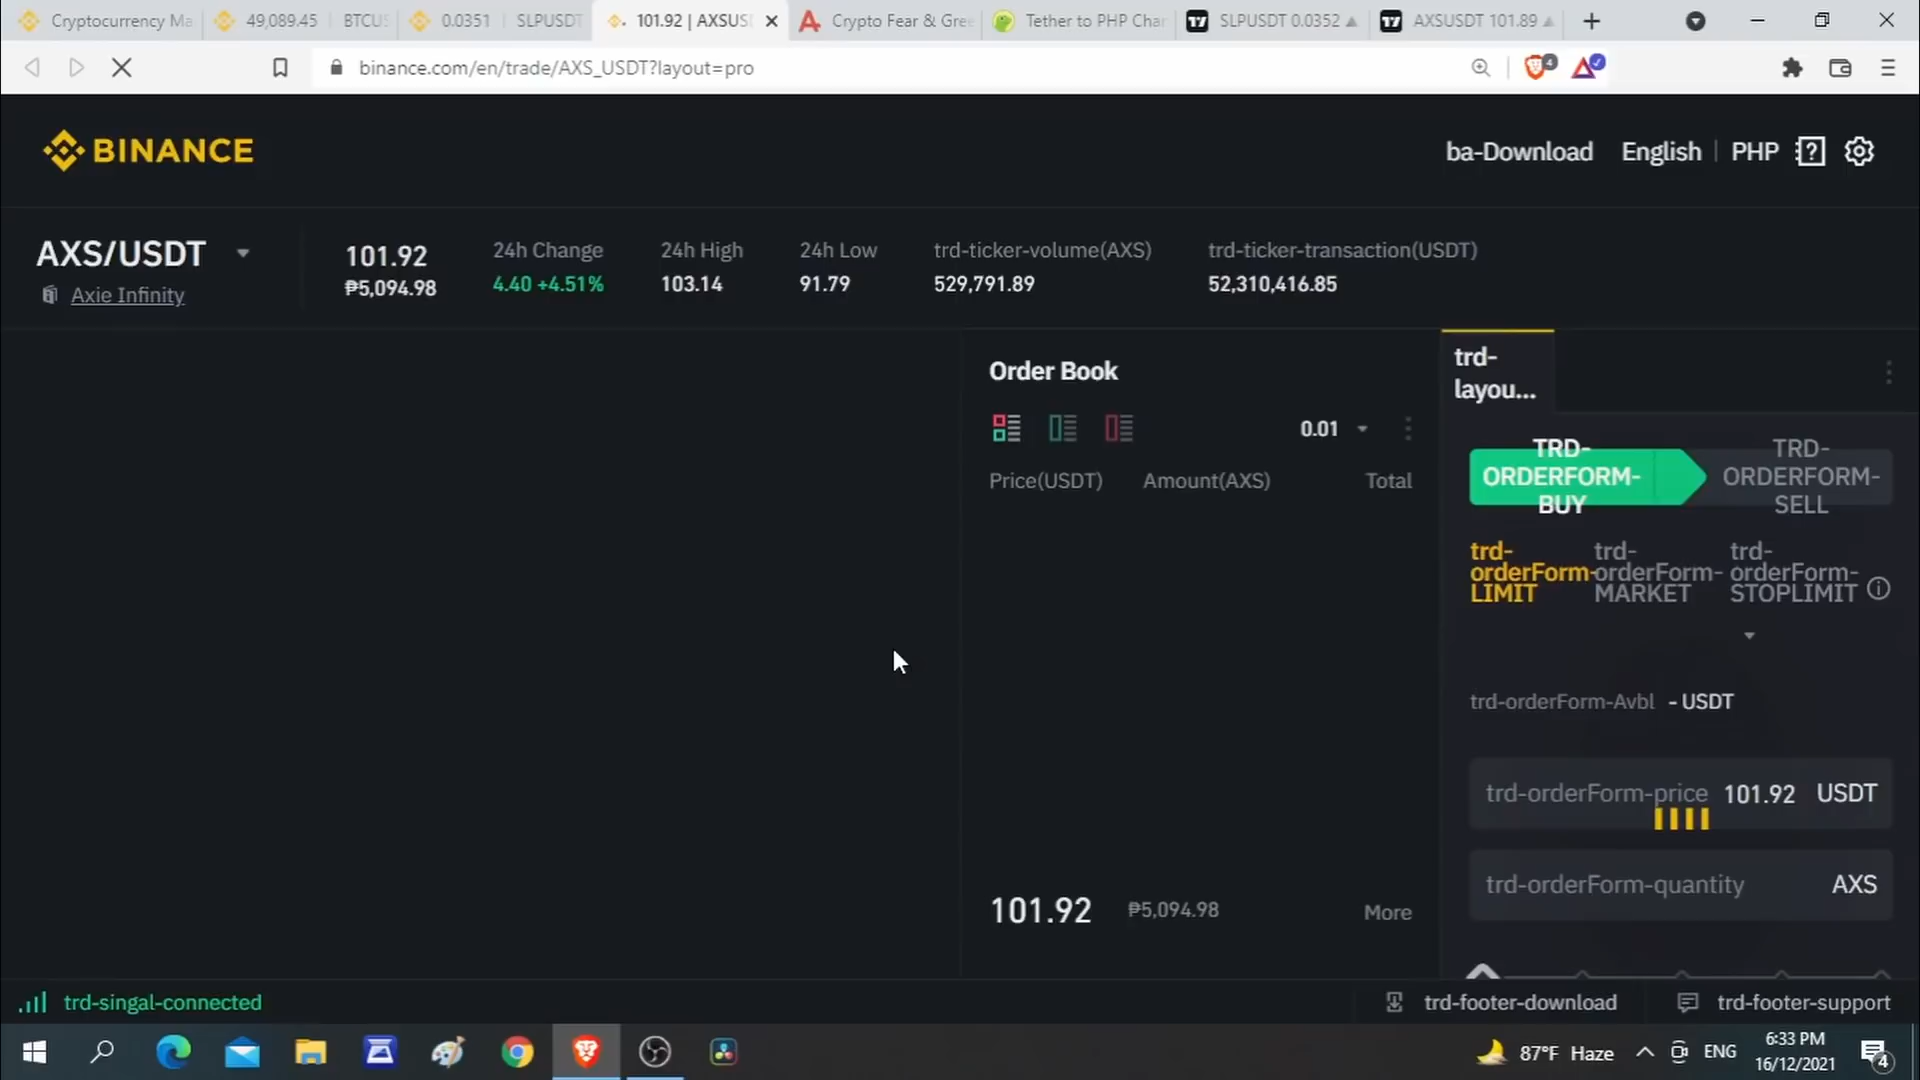 Cryptocurrency Ma
49,089.45 BTCUS
0.0351 SLPUSDT
101.92 | AXSUS
Crypto Fear & Gre
Tether to PHP Char
SLPUSDT 0.0352
AXSUSDT 101.89
binance.com/en/trade/AXS_USDT?layout=pro
4
BINANCE
ba-Download
English
PHP
AXS/USDT
Axie Infinity
101.92
₱5,094.98
24h Change
4.40 +4.51%
24h High
103.14
24h Low
91.79
trd-ticker-volume(AXS)
529,791.89
trd-ticker-transaction(USDT)
52,310,416.85
Order Book
0.01
Price(USDT)
Amount(AXS)
Total
101.92
₱5,094.98
More
trd-
layou...
TRD-
ORDERFORM-
BUY
TRD-
ORDERFORM-
SELL
trd-
orderForm-
LIMIT
trd-
orderForm-
MARKET
trd-
orderForm-
STOPLIMIT
trd-orderForm-Avbl - USDT
trd-orderForm-price 101.92 USDT
trd-orderForm-quantity AXS
trd-singal-connected
trd-footer-download
trd-footer-support
87°F Haze
ENG
6:33 PM
16/12/2021
4